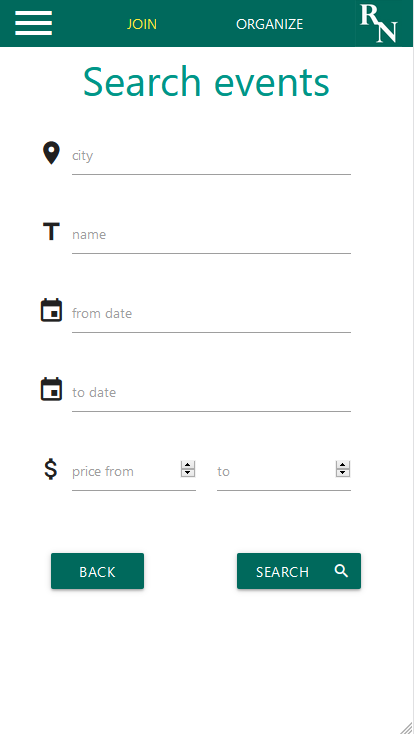 JOIN ORGANIZE RN
Search events
city
name
from date
to date
$ price from to
BACK SEARCH